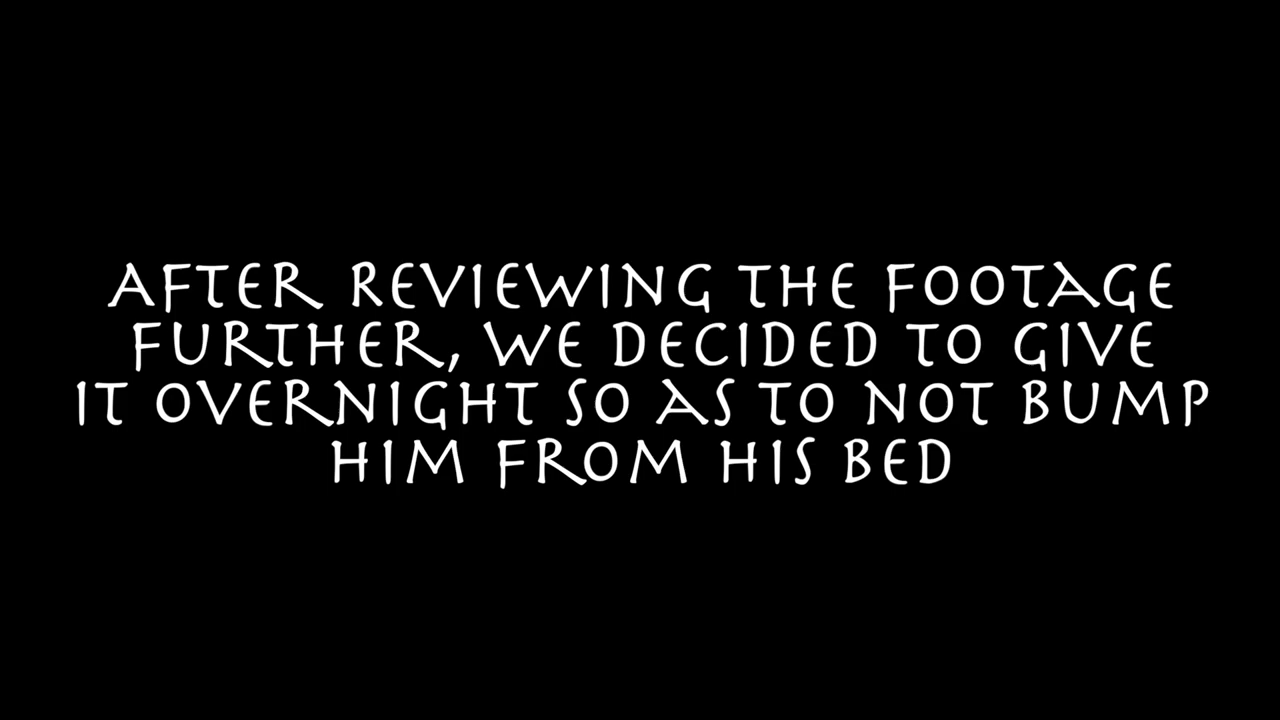 AFTER REVIEWING THE FOOTAGE
FURTHER, WE DECIDED TO GIVE
IT OVERNIGHT SO AS TO NOT BUMP
HIM FROM HIS BED